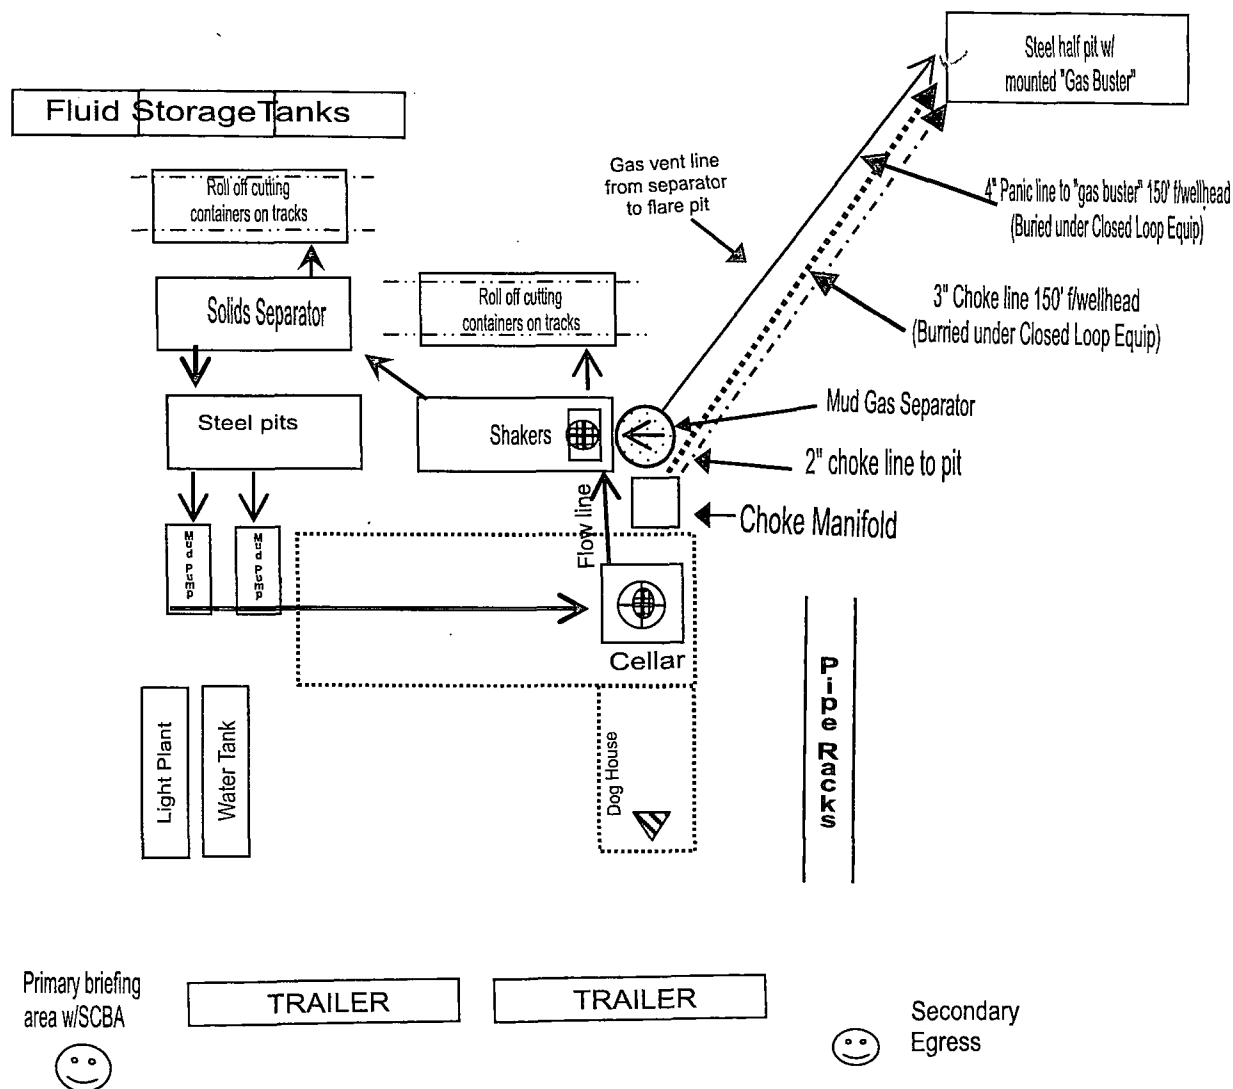 Steel half pit w/
mounted "Gas Buster"
Fluid StorageTanks
Gas vent line
from separator
to flare pit
Roll off cutting
containers on tracks
4" Panic line to "gas buster" 150' f/wellhead
(Buried under Closed Loop Equip)
Solids Separator
Roll off cutting
containers on tracks
3" Choke line 150' f/wellhead
(Burried under Closed Loop Equip)
Steel pits
Shakers
Mud Gas Separator
2" choke line to pit
Flow line
Choke Manifold
Mud Pump
Mud Pump
Cellar
Pipe Racks
Light Plant
Water Tank
Dog House
Primary briefing
area w/SCBA
TRAILER
TRAILER
Secondary
Egress